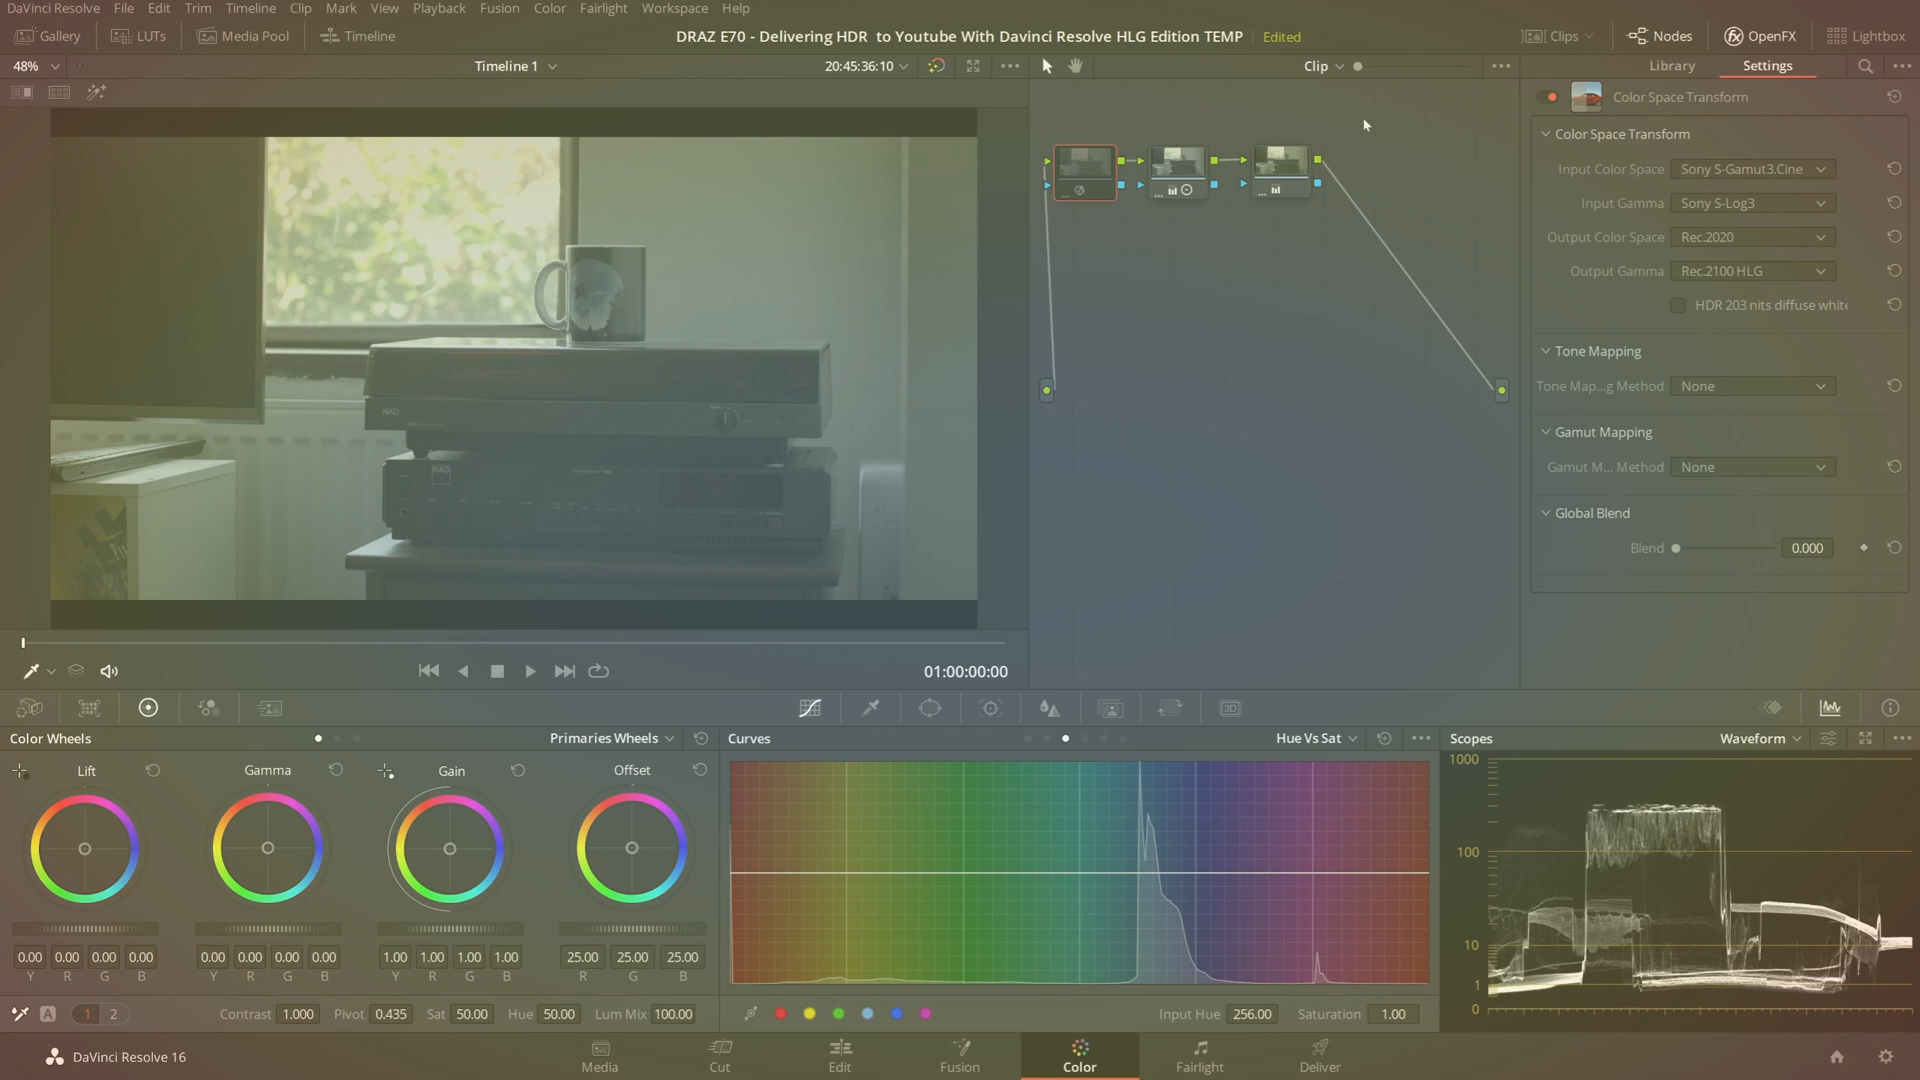 DaVinci Resolve File Edit Trim Timeline Clip Mark View Playback Fusion Color Fairlight Workspace Help
Gallery LUTs Media Pool Timeline DRAZ E70 - Delivering HDR to Youtube With Davinci Resolve HLG Edition TEMP Edited Clips Nodes fx OpenFX Lightbox
48% Timeline 1 20:45:36:10 Clip Library Settings
Color Space Transform
Color Space Transform
Input Color Space Sony S-Gamut3.Cine
Input Gamma Sony S-Log3
Output Color Space Rec.2020
Output Gamma Rec.2100 HLG
HDR 203 nits diffuse white
Tone Mapping
Tone Map...g Method None
Gamut Mapping
Gamut M... Method None
Global Blend
Blend 0.000
NAD
NAD
01:00:00:00
3D
Color Wheels Primaries Wheels Curves Hue Vs Sat Scopes Waveform
Lift Gamma Gain Offset
1000
100
10
1
0
0.00 0.00 0.00 0.00 0.00 0.00 0.00 0.00 1.00 1.00 1.00 1.00 25.00 25.00 25.00
Y R G B Y R G B Y R G B R G B
A 1 2 Contrast 1.000 Pivot 0.435 Sat 50.00 Hue 50.00 Lum Mix 100.00 Input Hue 256.00 Saturation 1.00
DaVinci Resolve 16 Media Cut Edit Fusion Color Fairlight Deliver